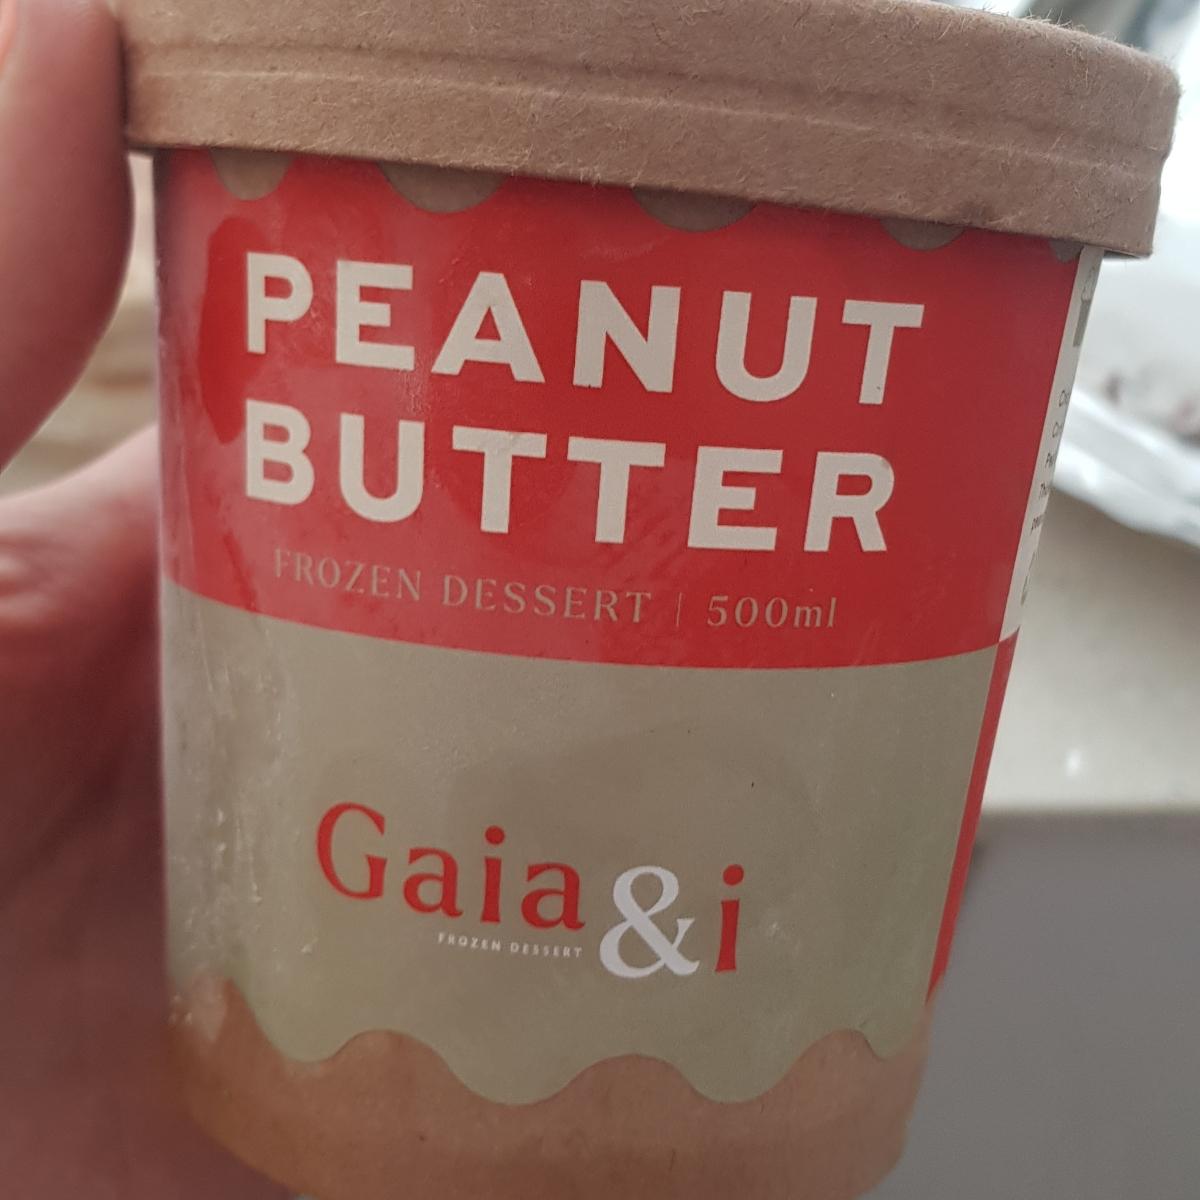 PEANUT
BUTTER
FROZEN DESSERT | 500ml
Gaia & i
FROZEN DESSERT